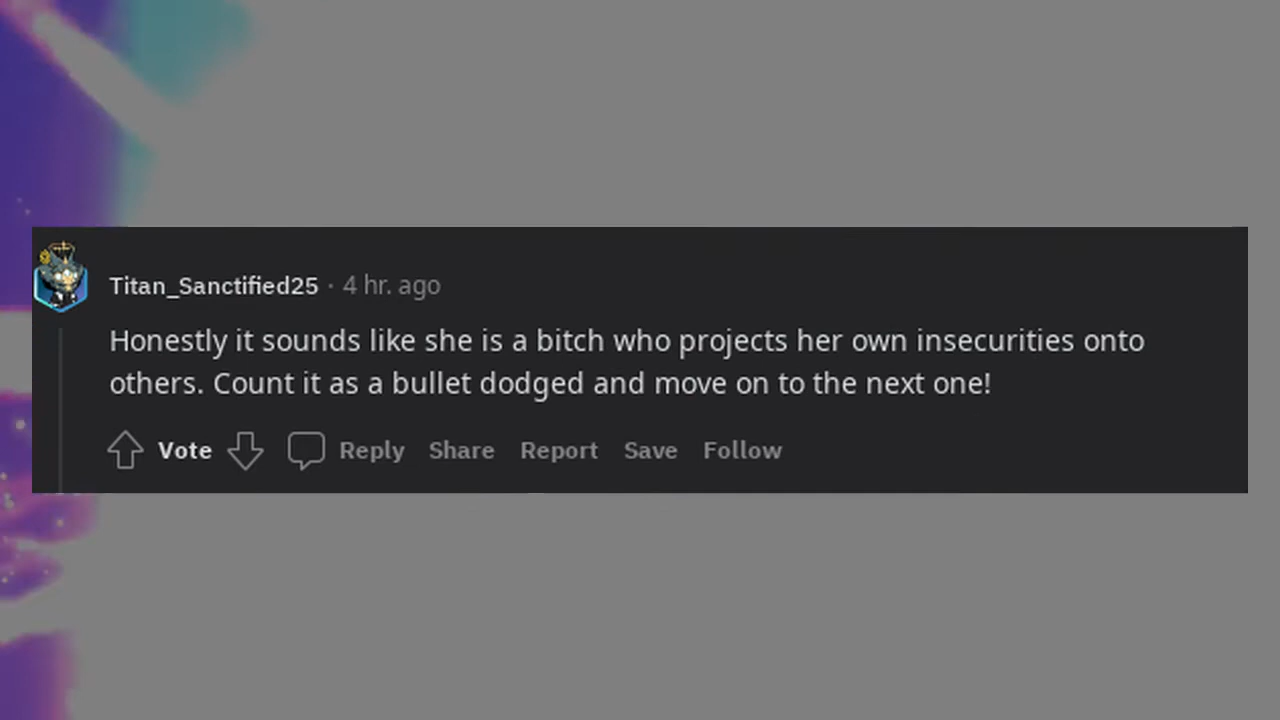 Titan_Sanctified25 · 4 hr. ago
Honestly it sounds like she is a bitch who projects her own insecurities onto
others. Count it as a bullet dodged and move on to the next one!
Vote Reply Share Report Save Follow